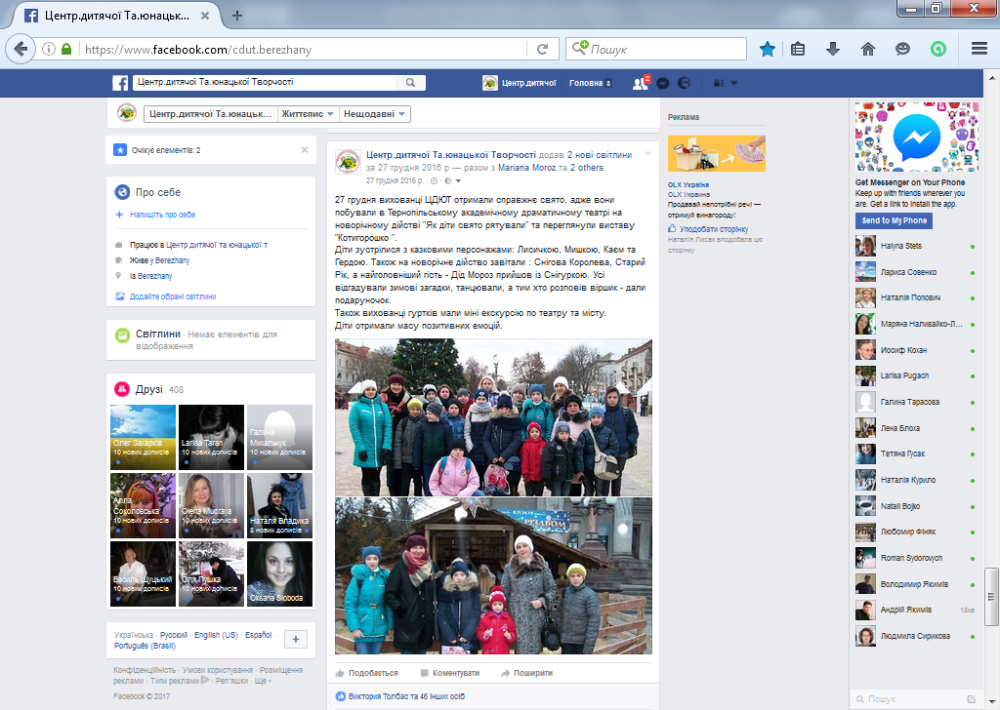 Центр.дитячої Та.юнацьк...
https://www.facebook.com/cdut.berezhany
Пошук
Центр.дитячої Та.юнацької Творчості
Центр.дитячої
Головна 8
2
Центр.дитячої Та.юнацьк...
Життєпис
Нещодавні
Очікує елементів: 2
Про себе
Напишіть про себе
Працює в Центр дитячої та юнацької т
Живе у Berezhany
Із Berezhany
Додайте обрані світлини
Світлини · Немає елементів для
відображення
Друзі · 408
Олег Захарків
10 нових дописів
Larisa Taran
10 нових дописів
Галина
Михальчук
10 нових дописів
Алла
Соколовська
10 нових дописів
Olena Mudraya
10 нових дописів
Наталя Владика
8 нових дописів
Василь Щуцький
10 нових дописів
Оля Пушка
10 нових дописів
Oksana Sloboda
Українська · Русский · English (US) · Español ·
Português (Brasil)
Конфіденційність · Умови користування · Розміщення
реклами · Типи реклами · Реп'яшки · Ще
Facebook © 2017
Центр.дитячої Та.юнацької Творчості додав 2 нові світлини
за 27 грудня 2016 р — разом з Mariana Moroz та 2 others.
27 грудня 2016 р. ·
27 грудня вихованці ЦДЮТ отримали справжнє свято, адже вони
побували в Тернопільському академічному драматичному театрі на
новорічному дійстві "Як діти свято рятували" та переглянули виставу
"Котигорошко ".
Діти зустрілися з казковими персонажами: Лисичкою, Мишкою, Каєм та
Гердою. Також на новорічне дійство завітали : Снігова Королева, Старий
Рік, а найголовніший гість - Дід Мороз прийшов із Снігуркою. Усі
відгадували зимові загадки, танцювали, а тим хто розповів віршик - дали
подаруночок.
Також вихованці гуртків мали міні екскурсію по театру та місту.
Діти отримали масу позитивних емоцій.
РІЗДВОМ
Подобається
Коментувати
Поширити
Виктория Толбас та 46 інших осіб
Реклама
OLX Україна
OLX Украина
Продавай непотрібні речі —
отримуй винагороду!
Уподобати сторінку ·
Наталія Лисак вподобала цю
сторінку
Get Messenger on Your Phone
Keep up with friends wherever you
are. Get a link to install the app.
Send to My Phone
Halyna Stets
Лариса Совенко
Наталія Попович
Маряна Наливайко-Л...
Иосиф Кохан
Larisa Pugach
Галина Тарасова
Лена Блоха
Тетяна Гусак
Наталія Курило
Natali Bojko
Любомир Фіняк
Roman Sydorovych
Володимир Якимів
Андрій Якимів
18хв
Людмила Сирикова
Пошук